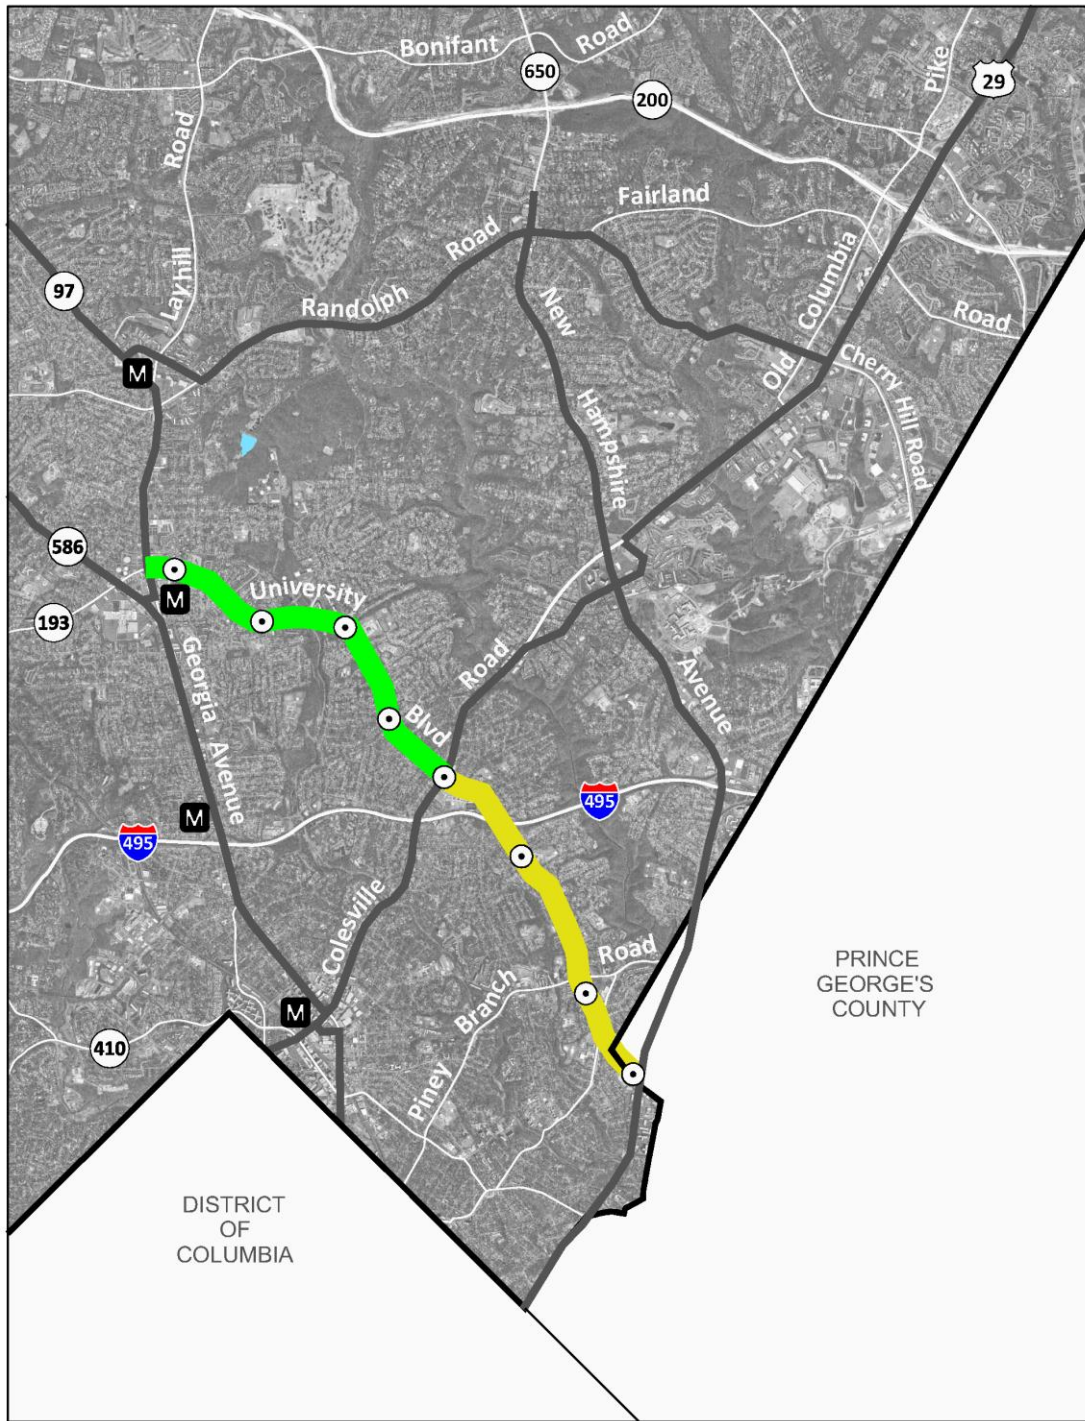 Bonifant
Road
650
200
29
Pike
Road
Fairland
Layhill
Road
Randolph
97
New
Columbia
Old
Road
Cherry
Hill Road
M
Hampshire
586
University
M
193
Georgia
Avenue
Road
Blvd
Avenue
M
495
495
Colesville
Road
Branch
Piney
PRINCE
GEORGE'S
COUNTY
M
410
DISTRICT
OF
COLUMBIA